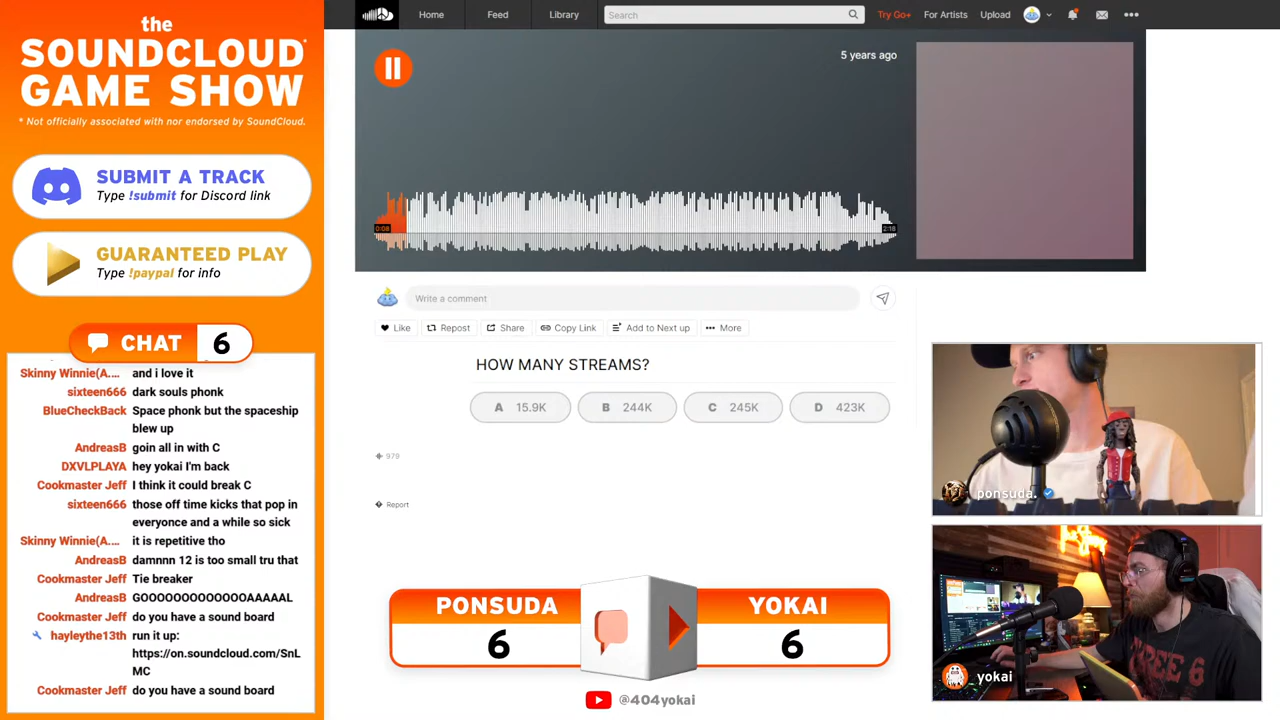 the
SOUNDCLOUD
GAME SHOW
* Not officially associated with nor endorsed by SoundCloud.
SUBMIT A TRACK
Type !submit for Discord link
GUARANTEED PLAY
Type !paypal for info
CHAT 6
Skinny Winnie(A.... and i love it
sixteen666 dark souls phonk
BlueCheckBack Space phonk but the spaceship
blew up
AndreasB goin all in with C
DXVLPLAYA hey yokai I'm back
Cookmaster Jeff I think it could break C
sixteen666 those off time kicks that pop in
everyonce and a while so sick
Skinny Winnie(A.... it is repetitive tho
AndreasB damnnn 12 is too small tru that
Cookmaster Jeff Tie breaker
AndreasB GOOOOOOOOOOOOOAAAAAL
Cookmaster Jeff do you have a sound board
hayleythe13th run it up:
https://on.soundcloud.com/SnL
MC
Cookmaster Jeff do you have a sound board
Home Feed Library Search Try Go+ For Artists Upload
5 years ago
0:08 2:18
Write a comment
Like Repost Share Copy Link Add to Next up More
HOW MANY STREAMS?
A 15.9K B 244K C 245K D 423K
979
Report
ponsuda.
yokai
PONSUDA YOKAI
6 6
@404yokai